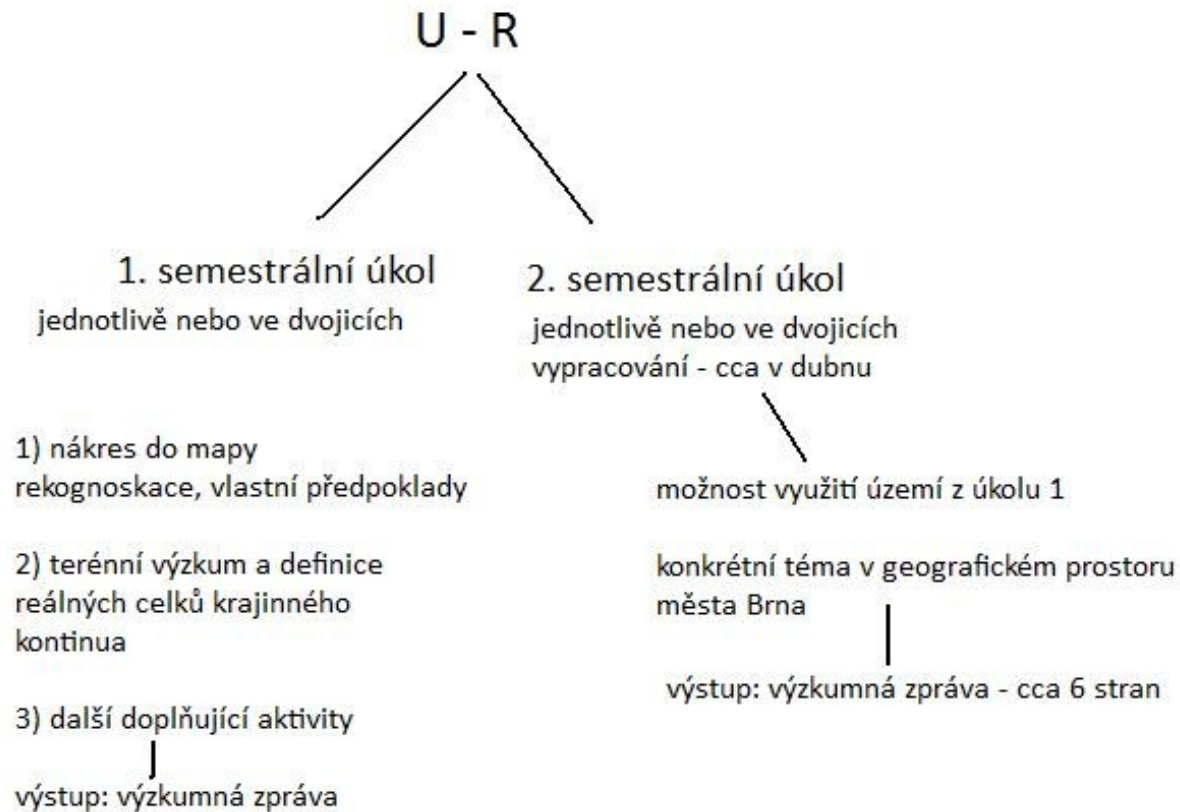 U - R
1. semestrální úkol
jednotlivě nebo ve dvojicích
1) nákres do mapy
rekognoskace, vlastní předpoklady
2) terénní výzkum a definice
reálných celků krajinného
kontinua
3) další doplňující aktivity
výstup: výzkumná zpráva
2. semestrální úkol
jednotlivě nebo ve dvojicích
vypracování - cca v dubnu
možnost využití území z úkolu 1
konkrétní téma v geografickém prostoru
města Brna
výstup: výzkumná zpráva - cca 6 stran